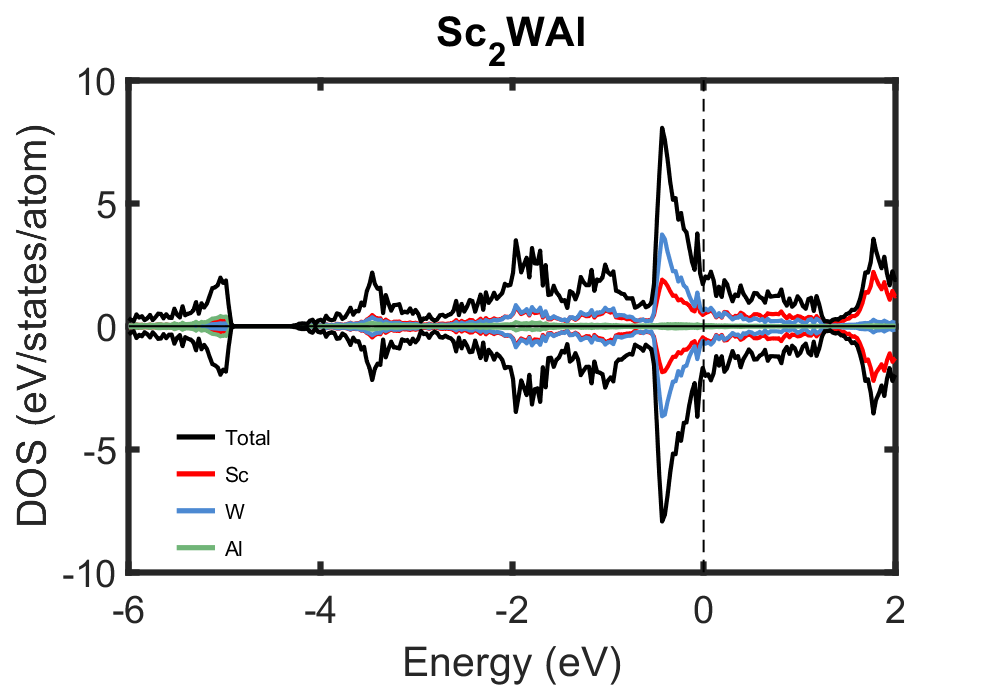 Sc₂WAl
10
5
0
-5
-10
DOS (eV/states/atom)
Total
Sc
W
Al
-6 -4 -2 0 2
Energy (eV)